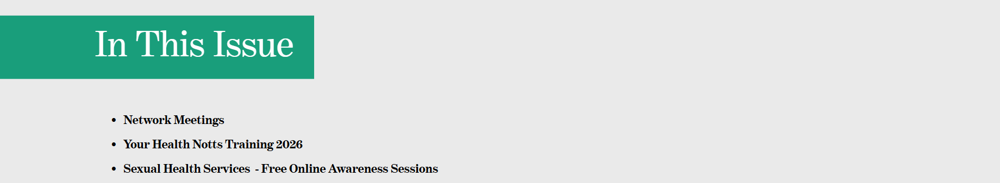 In This Issue
• Network Meetings
• Your Health Notts Training 2026
• Sexual Health Services  - Free Online Awareness Sessions